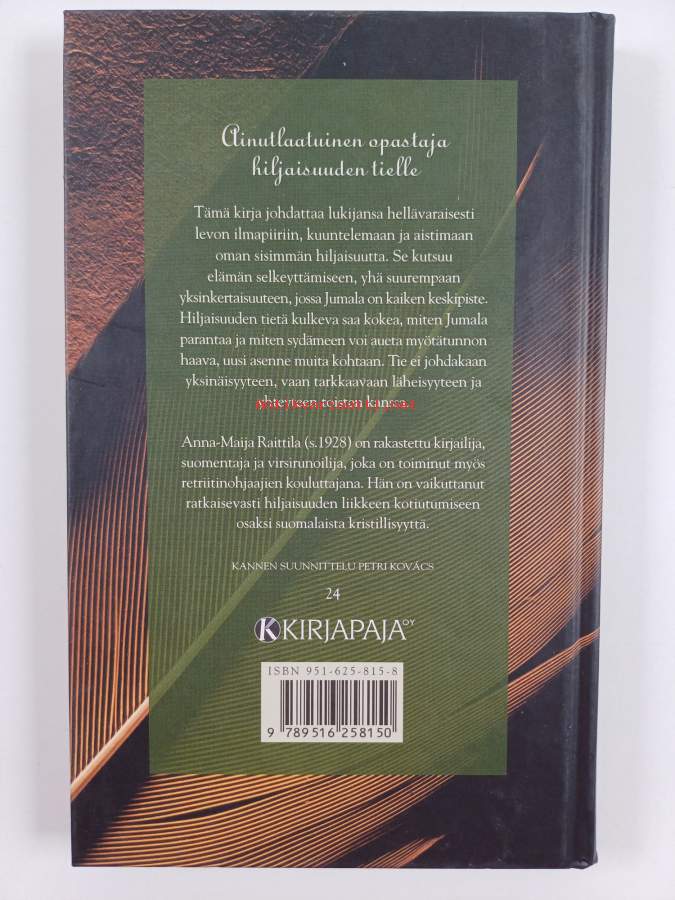 Ainutlaatuinen opastaja
hiljaisuuden tielle
Tämä kirja johdattaa lukijansa hellävaraisesti
levon ilmapiiriin, kuuntelemaan ja aistimaan
oman sisimmän hiljaisuutta. Se kutsuu
elämän selkeyttämiseen, yhä suurempaan
yksinkertaisuuteen, jossa Jumala on kaiken keskipiste.
Hiljaisuuden tietä kulkeva saa kokea, miten Jumala
parantaa ja miten sydämeen voi aueta myötätunnon
haava, uusi asenne muita kohtaan. Tie ei johdakaan
yksinäisyyteen, vaan tarkkaavaan läheisyyteen ja
yhteyteen toisten kanssa.
Anna-Maija Raittila (s.1928) on rakastettu kirjailija,
suomentaja ja virsirunoilija, joka on toiminut myös
retriitinohjaajien kouluttajana. Hän on vaikuttanut
ratkaisevasti hiljaisuuden liikkeen kotiutumiseen
osaksi suomalaista kristillisyyttä.
KANNEN SUUNNITTELU PETRI KOVÁCS
24
KIRJAPAJA OY
ISBN 951-625-815-8
9 789516 258150